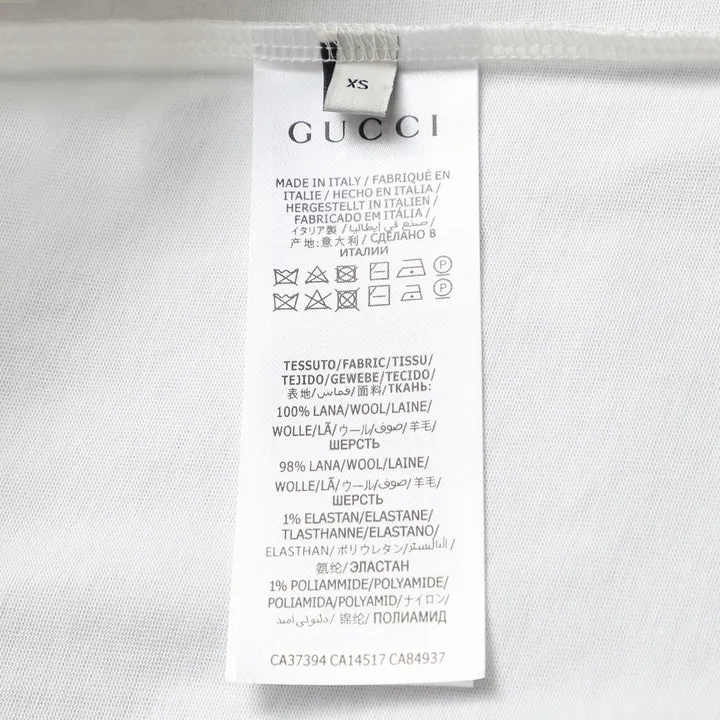 XS
GUCCI
MADE IN ITALY / FABRIQUÉ EN
ITALIE / HECHO EN ITALIA /
HERGESTELLT IN ITALIEN /
FABRICADO EM ITÁLIA /
イタリア製 / صنع في إيطاليا /
产地:意大利 / СДЕЛАНО В
ИТАЛИИ
P
P
TESSUTO/FABRIC/TISSU/
TEJIDO/GEWEBE/TECIDO/
表地/قماس/面料/ТКАНЬ:
100% LANA/WOOL/LAINE/
WOLLE/LÃ/ウール/صوف/羊毛/
ШЕРСТЬ
98% LANA/WOOL/LAINE/
WOLLE/LÃ/ウール/صوف/羊毛/
ШЕРСТЬ
1% ELASTAN/ELASTANE/
TLASTHANNE/ELASTANO/
ELASTHAN/ポリウレタン/
氨纶/ЭЛАСТАН
1% POLIAMMIDE/POLYAMIDE/
POLIAMIDA/POLYAMID/ナイロン/
/锦纶/ ПОЛИАМИД
CA37394 CA14517 CA84937